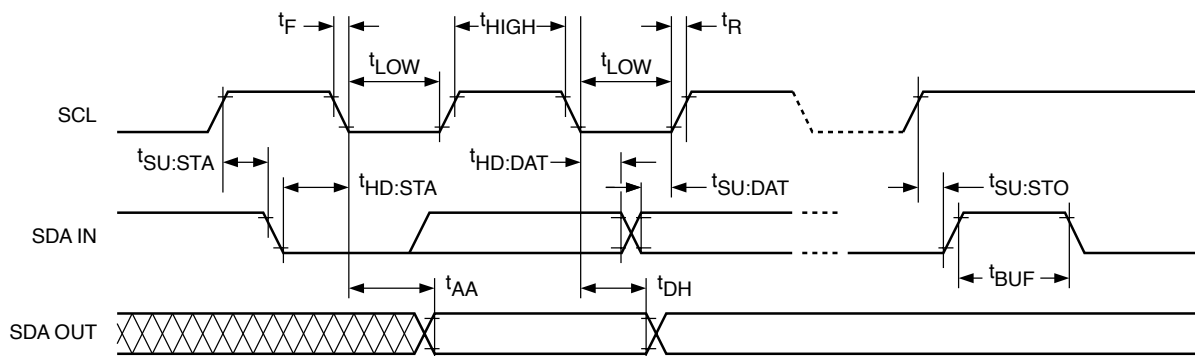 tF tHIGH tR
tLOW tLOW
SCL
tSU:STA tHD:STA tHD:DAT tSU:DAT tSU:STO
SDA IN
tAA tDH tBUF
SDA OUT